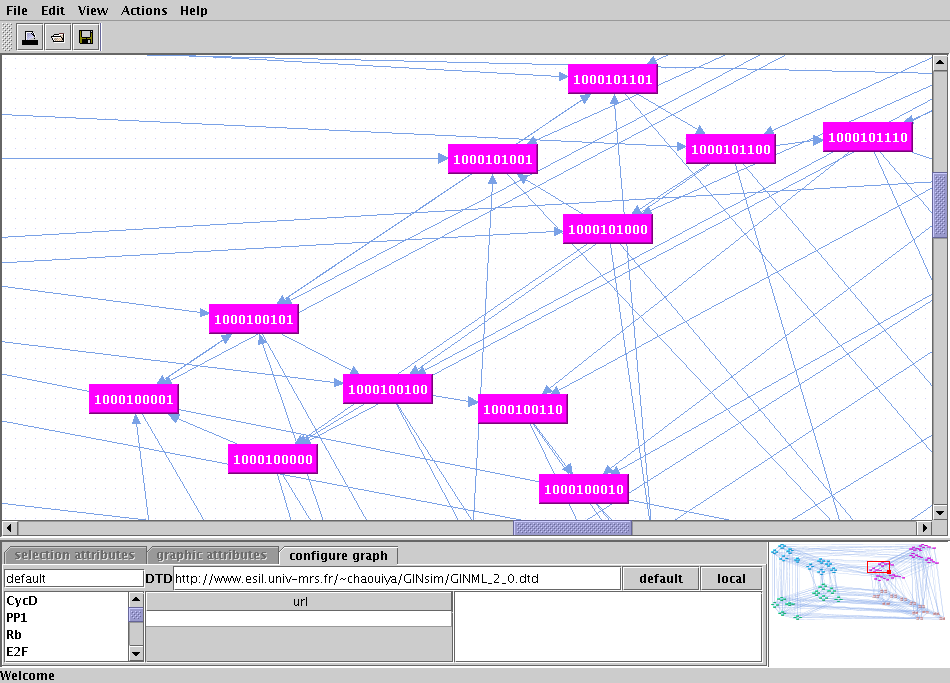 File Edit View Actions Help
1000101101
1000101110
1000101100
1000101001
1000101000
1000100101
1000100100
1000100001
1000100110
1000100000
1000100010
selection attributes graphic attributes configure graph
default DTD http://www.esil.univ-mrs.fr/~chaouiya/GINsim/GINML_2_0.dtd default local
CycD url
PP1
Rb
E2F
Welcome